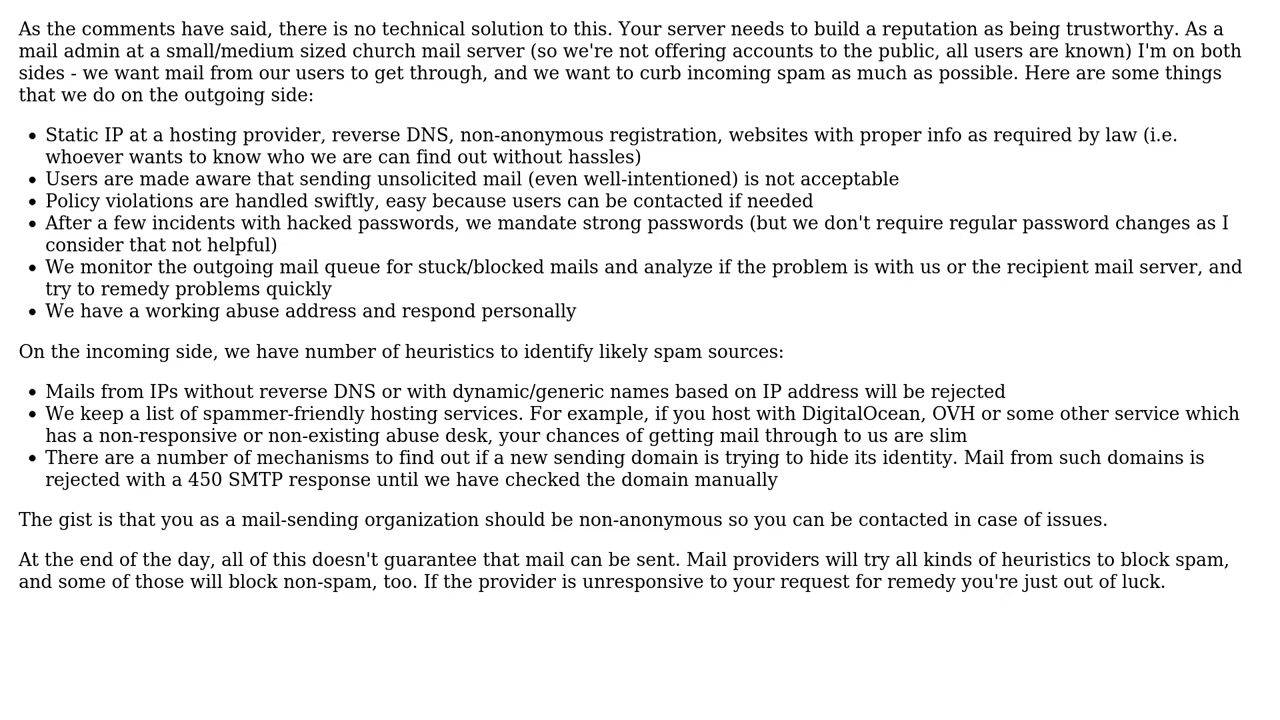 As the comments have said, there is no technical solution to this. Your server needs to build a reputation as being trustworthy. As a
mail admin at a small/medium sized church mail server (so we're not offering accounts to the public, all users are known) I'm on both
sides - we want mail from our users to get through, and we want to curb incoming spam as much as possible. Here are some things
that we do on the outgoing side:
• Static IP at a hosting provider, reverse DNS, non-anonymous registration, websites with proper info as required by law (i.e.
whoever wants to know who we are can find out without hassles)
• Users are made aware that sending unsolicited mail (even well-intentioned) is not acceptable
• Policy violations are handled swiftly, easy because users can be contacted if needed
• After a few incidents with hacked passwords, we mandate strong passwords (but we don't require regular password changes as I
consider that not helpful)
• We monitor the outgoing mail queue for stuck/blocked mails and analyze if the problem is with us or the recipient mail server, and
try to remedy problems quickly
• We have a working abuse address and respond personally
On the incoming side, we have number of heuristics to identify likely spam sources:
• Mails from IPs without reverse DNS or with dynamic/generic names based on IP address will be rejected
• We keep a list of spammer-friendly hosting services. For example, if you host with DigitalOcean, OVH or some other service which
has a non-responsive or non-existing abuse desk, your chances of getting mail through to us are slim
• There are a number of mechanisms to find out if a new sending domain is trying to hide its identity. Mail from such domains is
rejected with a 450 SMTP response until we have checked the domain manually
The gist is that you as a mail-sending organization should be non-anonymous so you can be contacted in case of issues.
At the end of the day, all of this doesn't guarantee that mail can be sent. Mail providers will try all kinds of heuristics to block spam,
and some of those will block non-spam, too. If the provider is unresponsive to your request for remedy you're just out of luck.